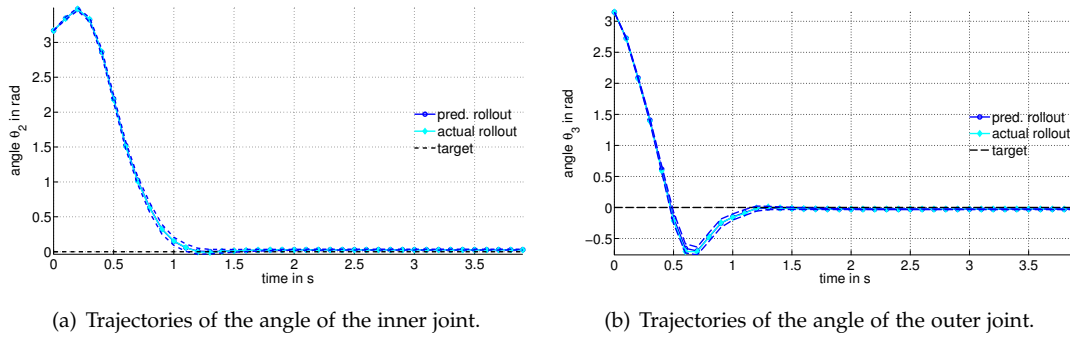 3
2.5
2
1.5
1
0.5
0
angle θ2 in rad
pred. rollout
actual rollout
target
0 0.5 1 1.5 2 2.5 3 3.5
time in s
(a) Trajectories of the angle of the inner joint.
3
2.5
2
1.5
1
0.5
0
−0.5
angle θ3 in rad
pred. rollout
actual rollout
target
0 0.5 1 1.5 2 2.5 3 3.5
time in s
(b) Trajectories of the angle of the outer joint.